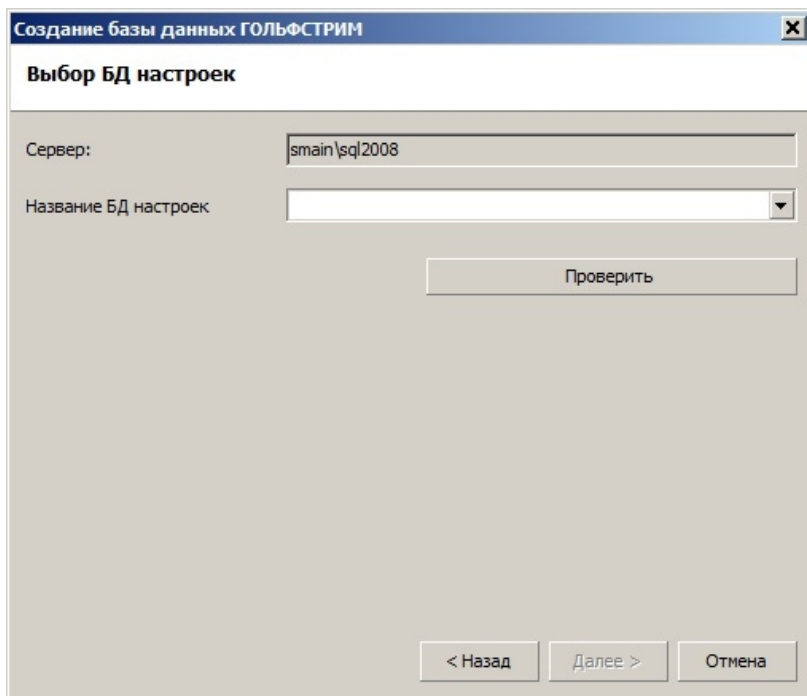 Создание базы данных ГОЛЬФСТРИМ
Выбор БД настроек
Сервер: smain\sql2008
Название БД настроек
Проверить
< Назад Далее > Отмена